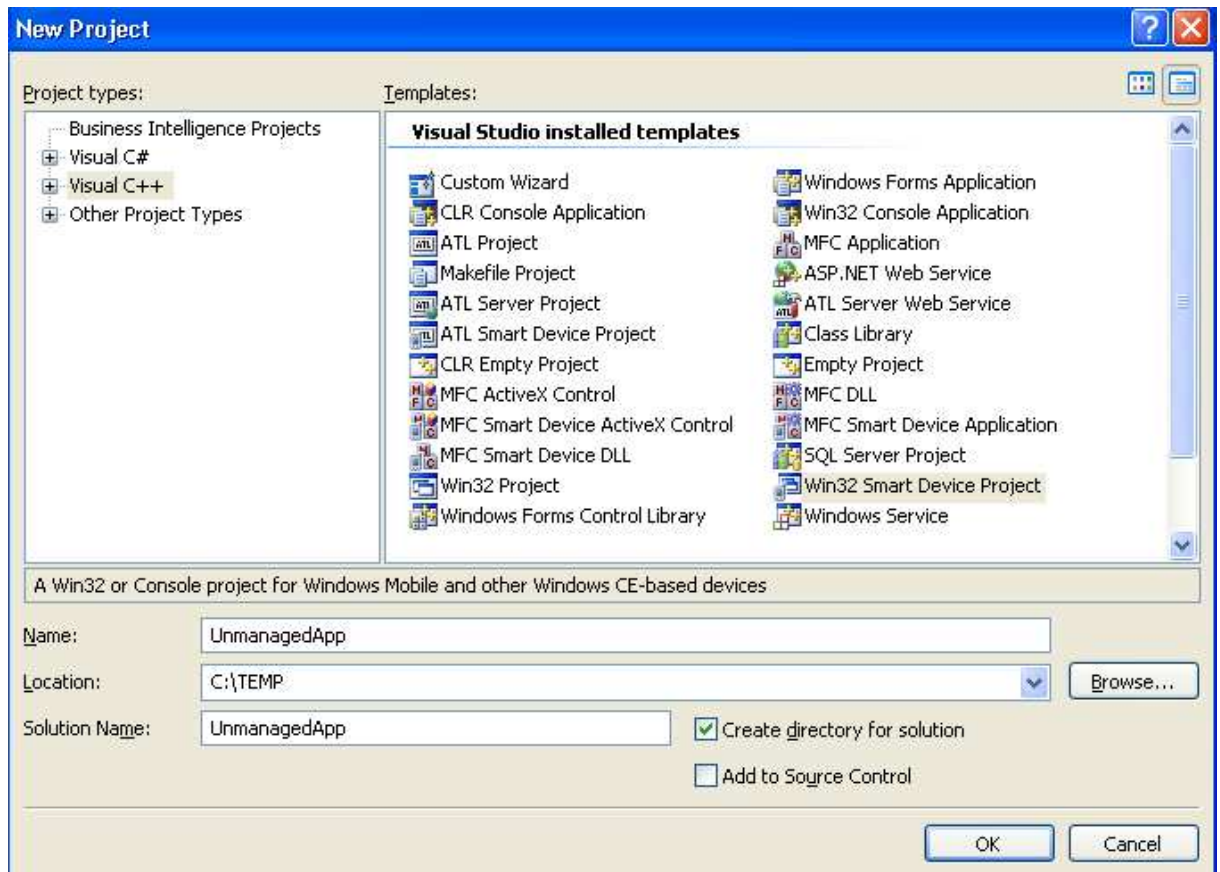 New Project
Project types:
Templates:
Business Intelligence Projects
Visual C#
Visual C++
Other Project Types
Visual Studio installed templates
Custom Wizard
Windows Forms Application
CLR Console Application
Win32 Console Application
ATL Project
MFC Application
Makefile Project
ASP.NET Web Service
ATL Server Project
ATL Server Web Service
ATL Smart Device Project
Class Library
CLR Empty Project
Empty Project
MFC ActiveX Control
MFC DLL
MFC Smart Device ActiveX Control
MFC Smart Device Application
MFC Smart Device DLL
SQL Server Project
Win32 Project
Win32 Smart Device Project
Windows Forms Control Library
Windows Service
A Win32 or Console project for Windows Mobile and other Windows CE-based devices
Name:
UnmanagedApp
Location:
C:\TEMP
Browse...
Solution Name:
UnmanagedApp
Create directory for solution
Add to Source Control
OK
Cancel